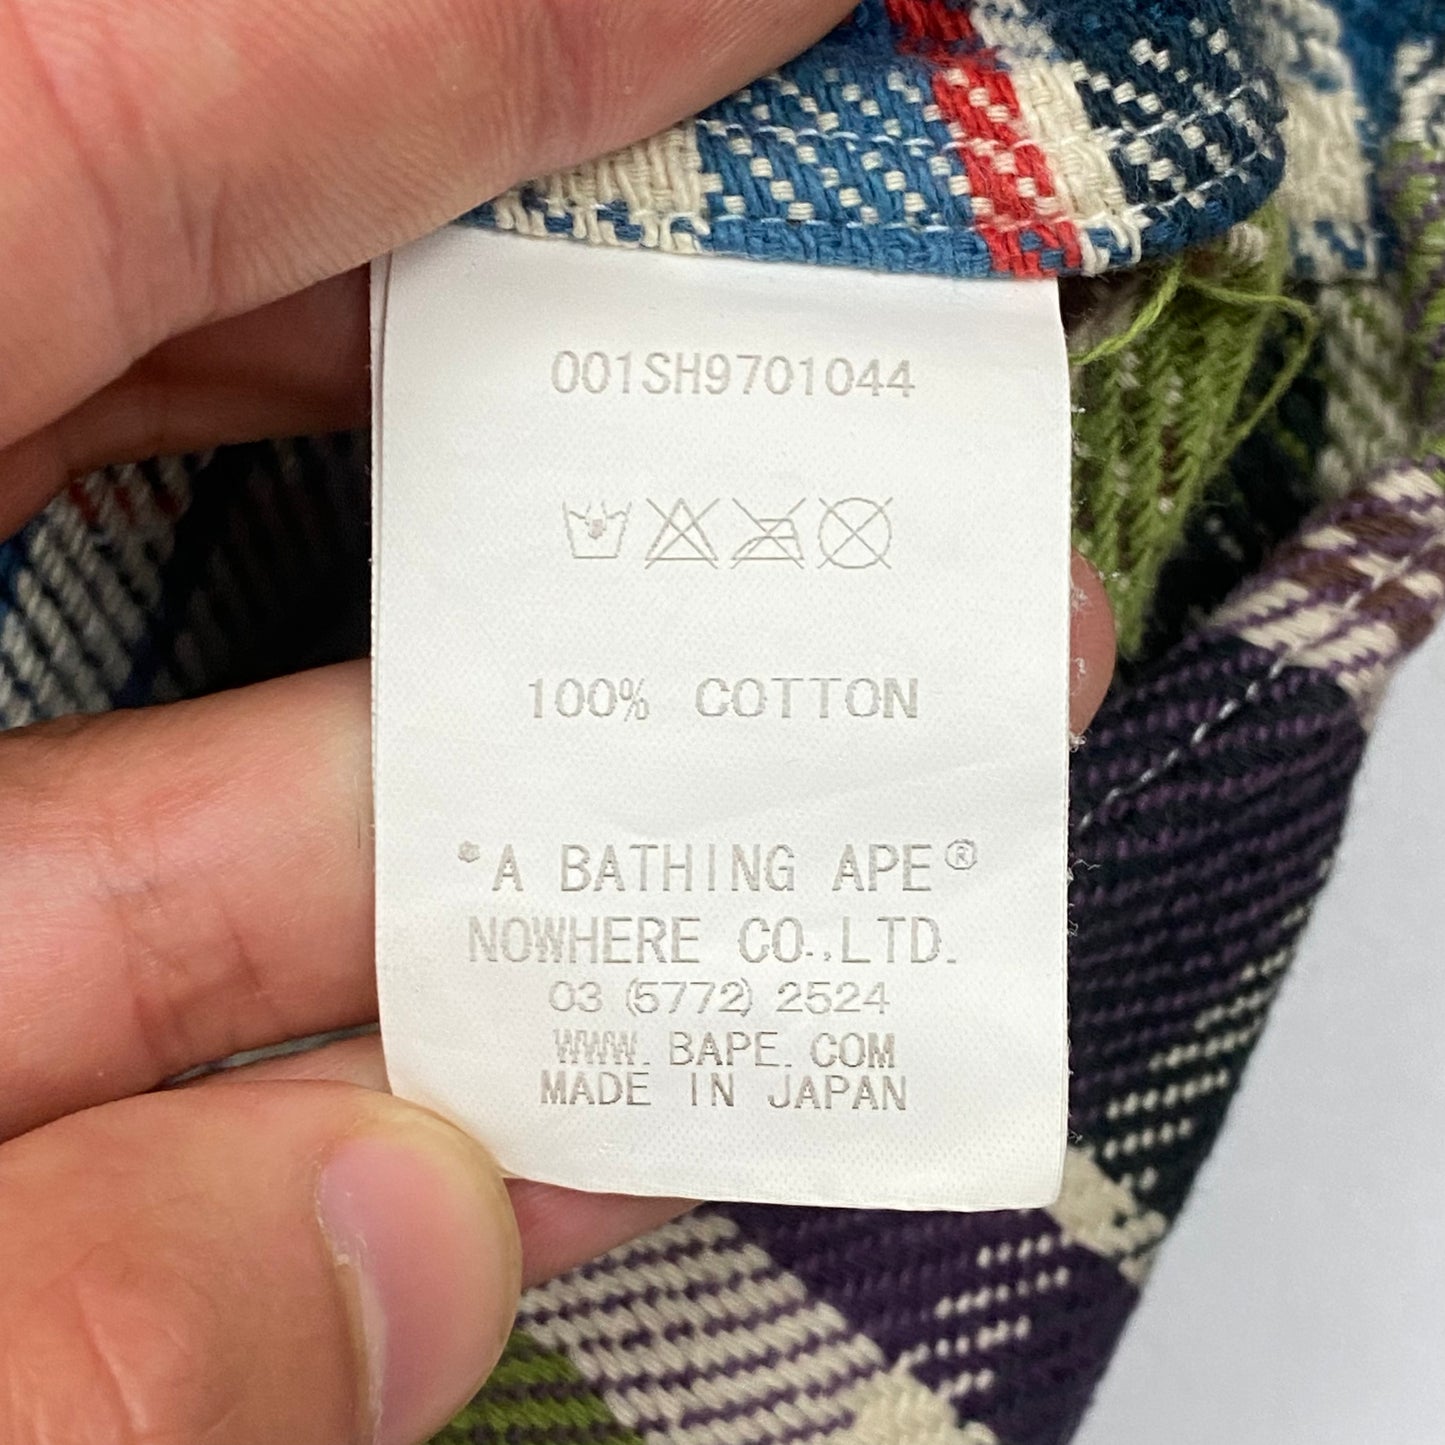 001SH9701044
100% COTTON
"A BATHING APE®
NOWHERE CO.,LTD.
03 (5772) 2524
WWW.BAPE.COM
MADE IN JAPAN